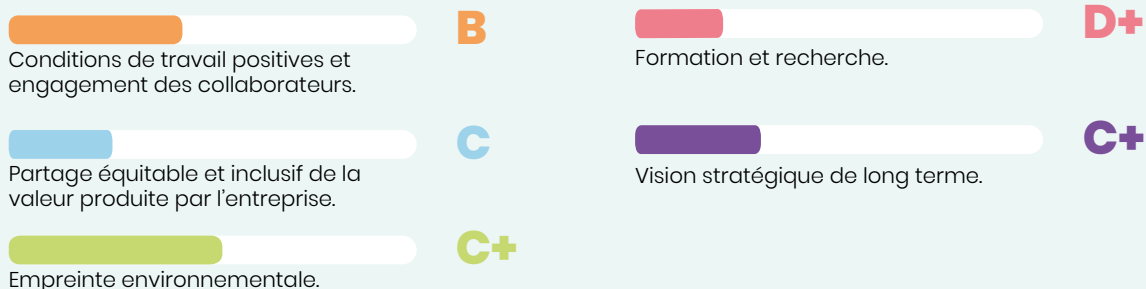 B
Conditions de travail positives et
engagement des collaborateurs.
C
Partage équitable et inclusif de la
valeur produite par l'entreprise.
C+
Empreinte environnementale.
D+
Formation et recherche.
C+
Vision stratégique de long terme.